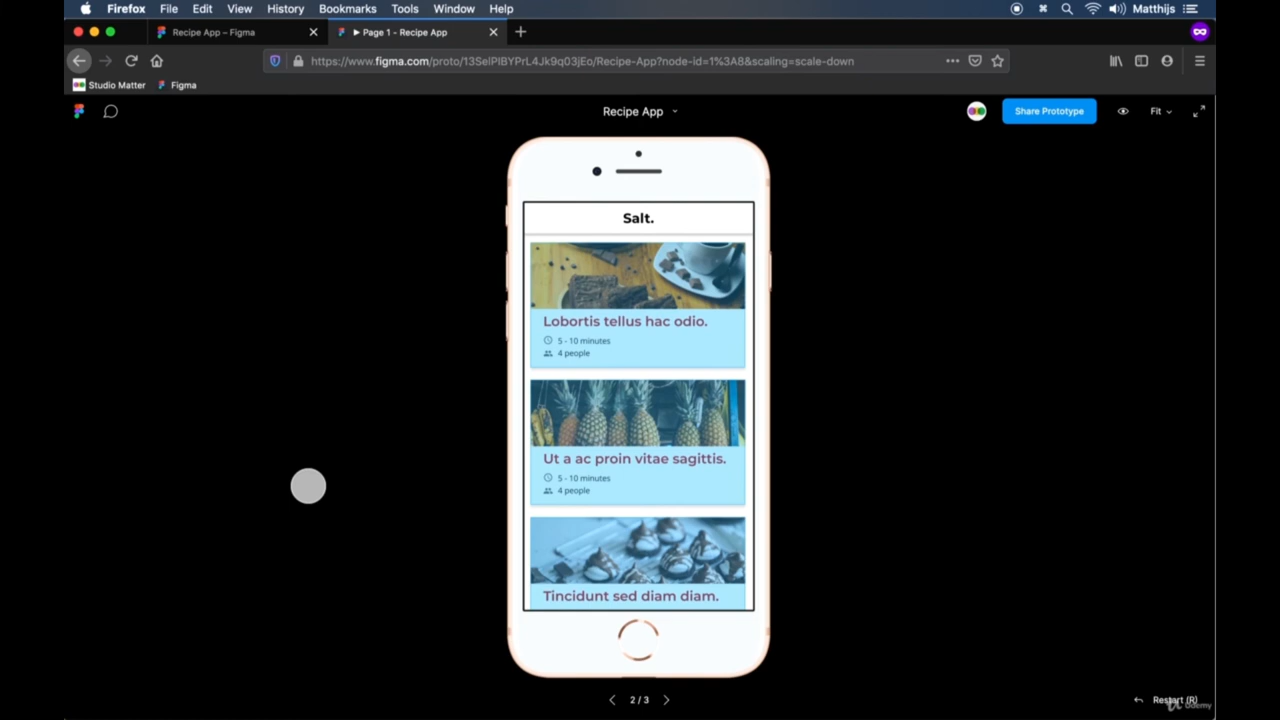 Firefox File Edit View History Bookmarks Tools Window Help Matthijs
Recipe App – Figma
Page 1 - Recipe App
https://www.figma.com/proto/13SelPlBYPrL4Jk9q03jEo/Recipe-App?node-id=1%3A8&scaling=scale-down
Studio Matter Figma
Recipe App
Share Prototype
Fit
Salt.
Lobortis tellus hac odio.
5 - 10 minutes
4 people
Ut a ac proin vitae sagittis.
5 - 10 minutes
4 people
Tincidunt sed diam diam.
2 / 3
Restart (R)
Udemy